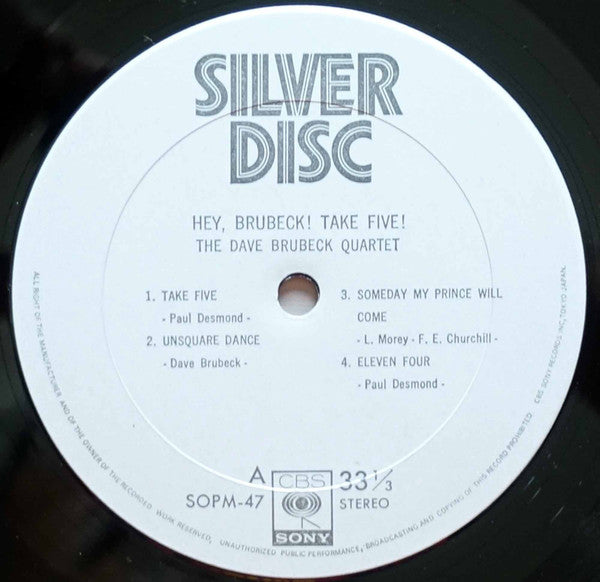 SILVER
DISC
HEY, BRUBECK! TAKE FIVE!
THE DAVE BRUBECK QUARTET
1. TAKE FIVE
- Paul Desmond -
2. UNSQUARE DANCE
- Dave Brubeck -
3. SOMEDAY MY PRINCE WILL
COME
- L. Morey - F. E. Churchill -
4. ELEVEN FOUR
- Paul Desmond -
A
SOPM-47
CBS
SONY
33 1/3
STEREO
ALL RIGHT OF THE MANUFACTURER AND OF THE OWNER OF THE RECORDED WORK RESERVED, UNAUTHORIZED PUBLIC PERFORMANCE, BROADCASTING AND COPYING OF THIS RECORD PROHIBITED CBS SONY RECORDS INC, TOKYO JAPAN.